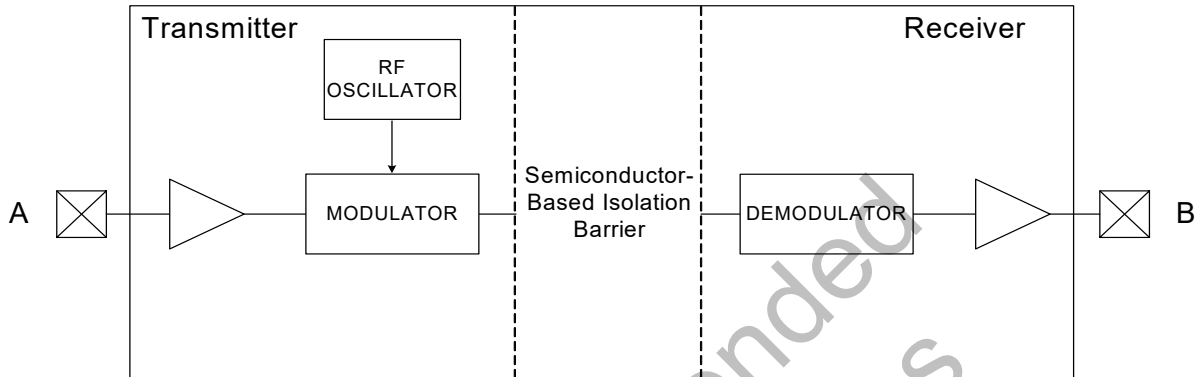 Transmitter
Receiver
RF
OSCILLATOR
A
MODULATOR
Semiconductor-
Based Isolation
Barrier
DEMODULATOR
B